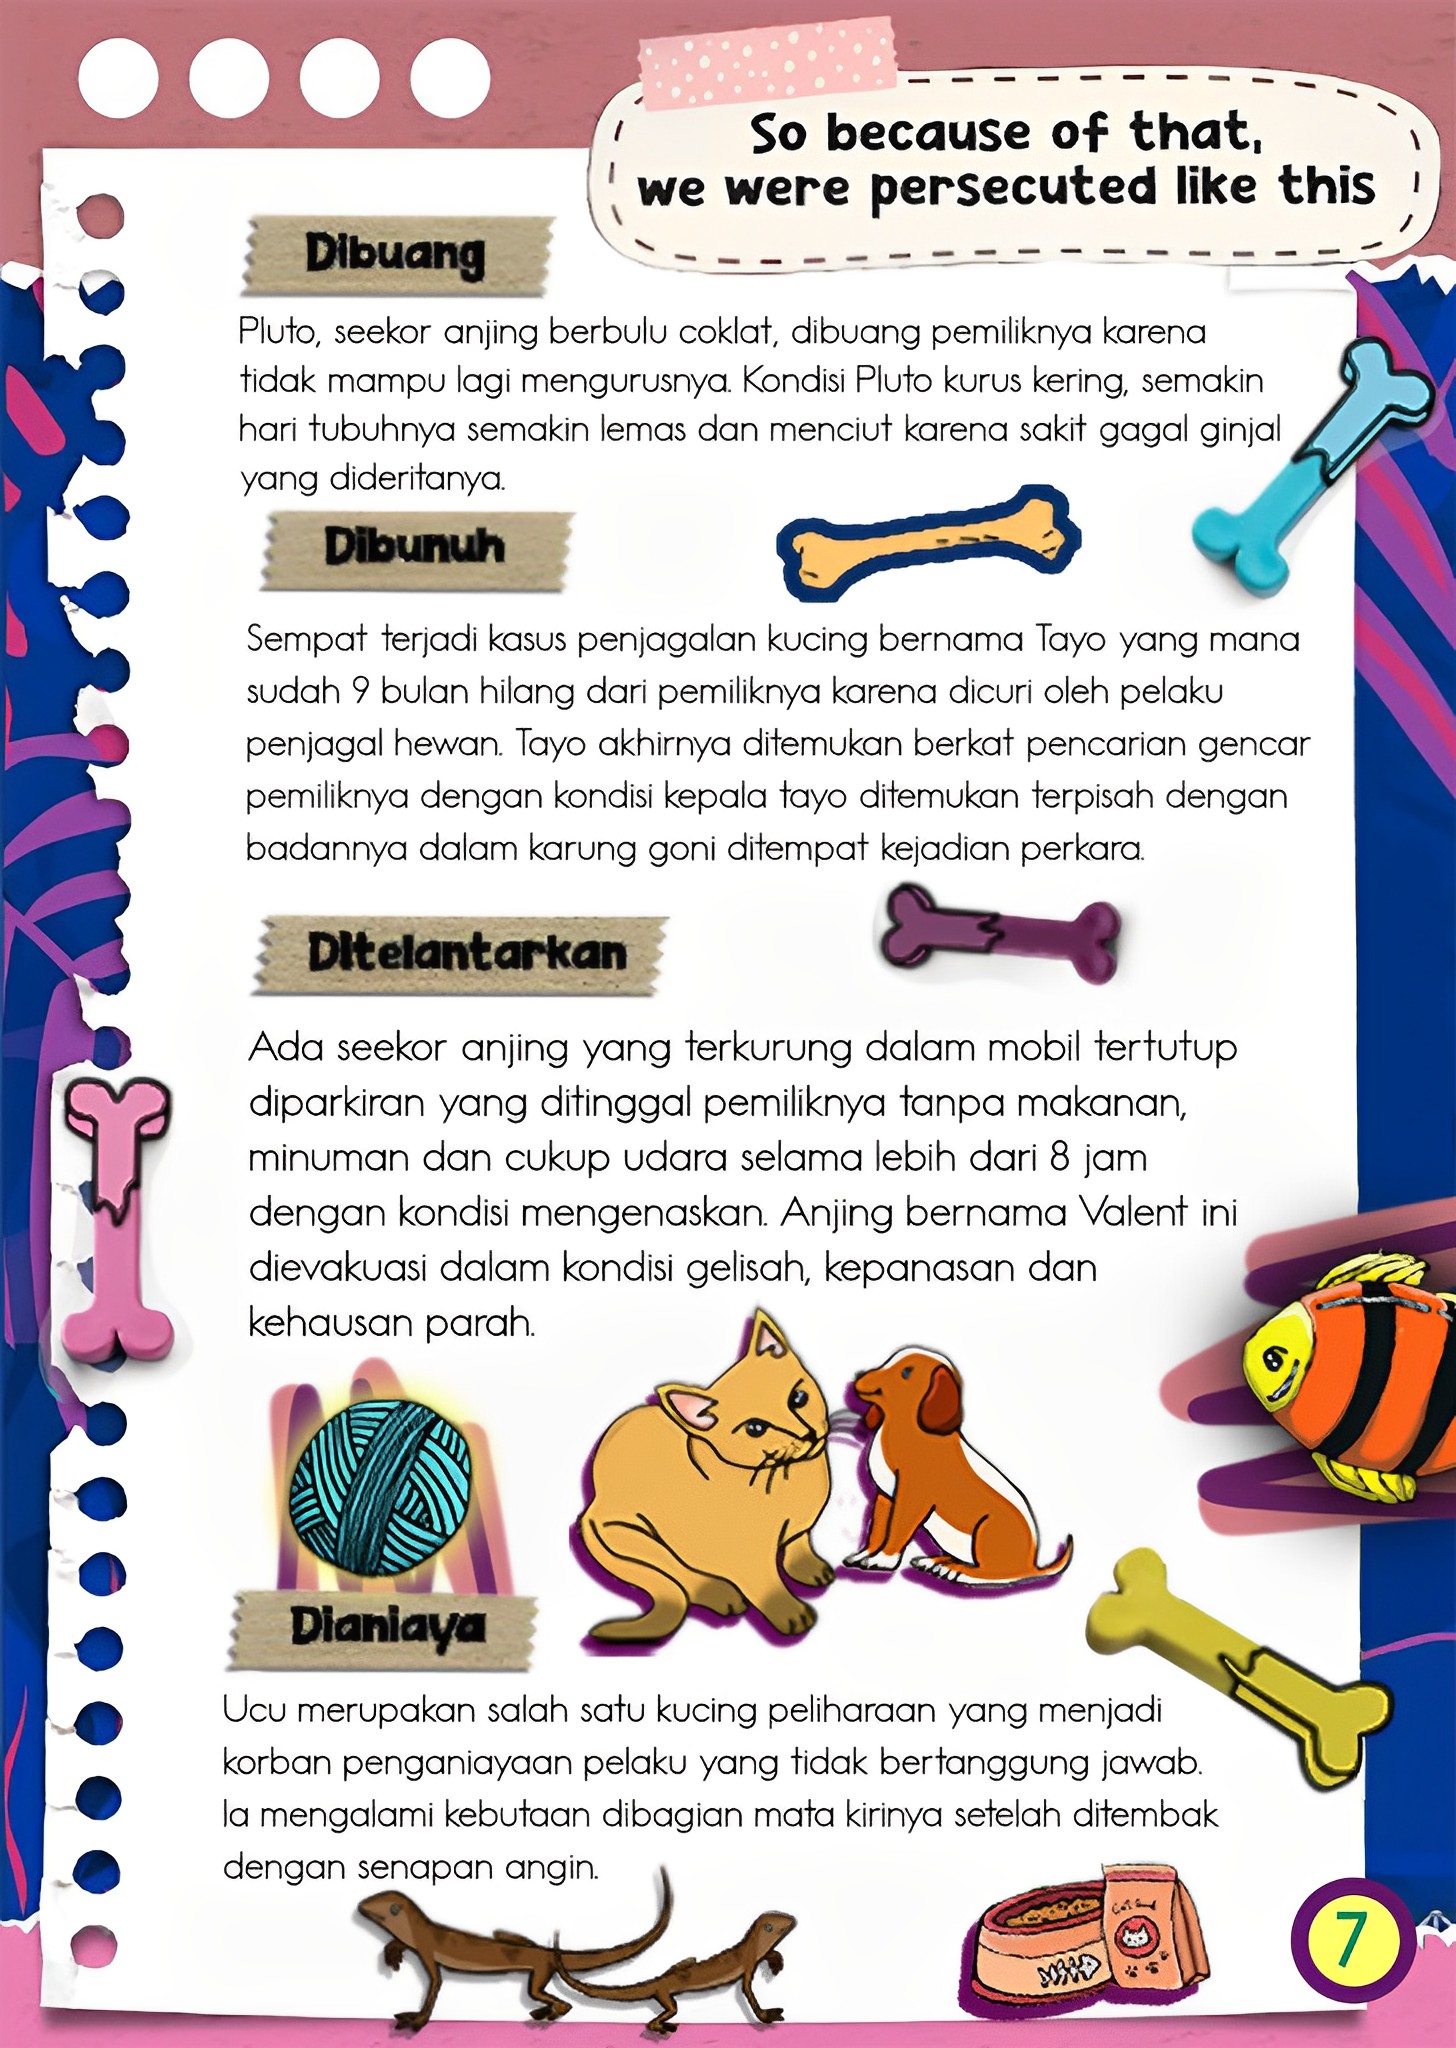 So because of that,
we were persecuted like this
Dibuang
Pluto, seekor anjing berbulu coklat, dibuang pemiliknya karena
tidak mampu lagi mengurusnya. Kondisi Pluto kurus kering, semakin
hari tubuhnya semakin lemas dan menciut karena sakit gagal ginjal
yang dideritanya.
Dibunuh
Sempat terjadi kasus penjagalan kucing bernama Tayo yang mana
sudah 9 bulan hilang dari pemiliknya karena dicuri oleh pelaku
penjagal hewan. Tayo akhirnya ditemukan berkat pencarian gencar
pemiliknya dengan kondisi kepala tayo ditemukan terpisah dengan
badannya dalam karung goni ditempat kejadian perkara.
Ditelantarkan
Ada seekor anjing yang terkurung dalam mobil tertutup
diparkiran yang ditinggal pemiliknya tanpa makanan,
minuman dan cukup udara selama lebih dari 8 jam
dengan kondisi mengenaskan. Anjing bernama Valent ini
dievakuasi dalam kondisi gelisah, kepanasan dan
kehausan parah.
Dianiaya
Ucu merupakan salah satu kucing peliharaan yang menjadi
korban penganiayaan pelaku yang tidak bertanggung jawab.
Ia mengalami kebutaan dibagian mata kirinya setelah ditembak
dengan senapan angin.
7